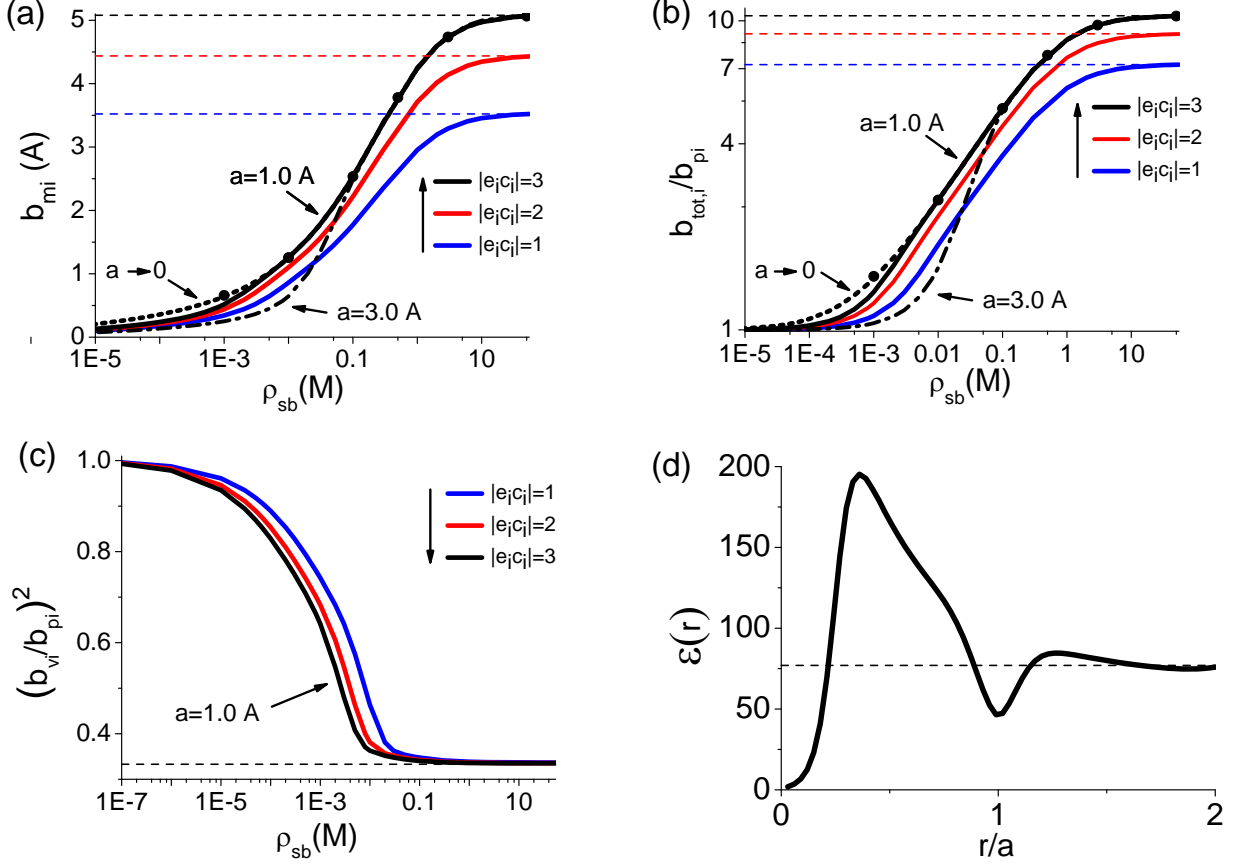 (a)
b_mi (A)
5
4
3
2
1
0
a=1.0 A
a→0
a=3.0 A
|e_ic_i|=3
|e_ic_i|=2
|e_ic_i|=1
1E-5
1E-3
0.1
10
ρ_sb(M)
(b)
b_tot,i/b_pi
10
7
4
1
a=1.0 A
a→0
a=3.0 A
|e_ic_i|=3
|e_ic_i|=2
|e_ic_i|=1
1E-5
1E-4
1E-3
0.01
0.1
1
10
ρ_sb(M)
(c)
(b_vi/b_pi)^2
1.0
0.8
0.6
0.4
a=1.0 A
|e_ic_i|=1
|e_ic_i|=2
|e_ic_i|=3
1E-7
1E-5
1E-3
0.1
10
ρ_sb(M)
(d)
ε(r)
200
150
100
50
0
0
1
2
r/a